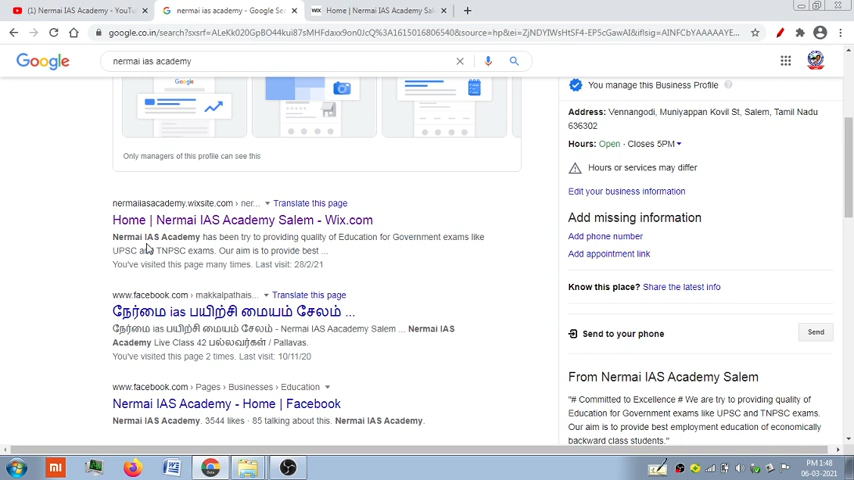 (1) Nermai IAS Academy - YouTu
nermai ias academy - Google Se
Home | Nermai IAS Academy Sal
google.co.in/search?sxsrf=ALeKk020GpBO44kui87sMHFdaxx9on0JcQ%3A1615016806530&source=hp&ei=ZjNDYIWsHtSF4-EP5cGawAI&iflsig=AINFCbYAAAAAYE
Google
nermai ias academy
Google
Only managers of this profile can see this
nermaiiasacademy.wixsite.com › ner... Translate this page
Home | Nermai IAS Academy Salem - Wix.com
Nermai IAS Academy has been try to providing quality of Education for Government exams like
UPSC and TNPSC exams. Our aim is to provide best ...
You've visited this page many times. Last visit: 28/2/21
www.facebook.com › makkalpathais... Translate this page
நேர்மை ias பயிற்சி மையம் சேலம் ...
நேர்மை ias பயிற்சி மையம் சேலம் - Nermai IAS Aacademy Salem ... Nermai IAS
Academy Live Class 42 பல்லவர்கள் / Pallavas.
You've visited this page 2 times. Last visit: 10/11/20
www.facebook.com › Pages › Businesses › Education
Nermai IAS Academy - Home | Facebook
Nermai IAS Academy. 3544 likes · 85 talking about this. Nermai IAS Academy.
You manage this Business Profile
Address: Vennangodi, Muniyappan Kovil St, Salem, Tamil Nadu
636302
Hours: Open · Closes 5PM
Hours or services may differ
Edit your business information
Add missing information
Add phone number
Add appointment link
Know this place? Share the latest info
Send to your phone
Send
From Nermai IAS Academy Salem
"# Committed to Excellence # We are try to providing quality of
Education for Government exams like UPSC and TNPSC exams.
Our aim is to provide best employment education of economically
backward class students."
PM 1:48
06-03-2021